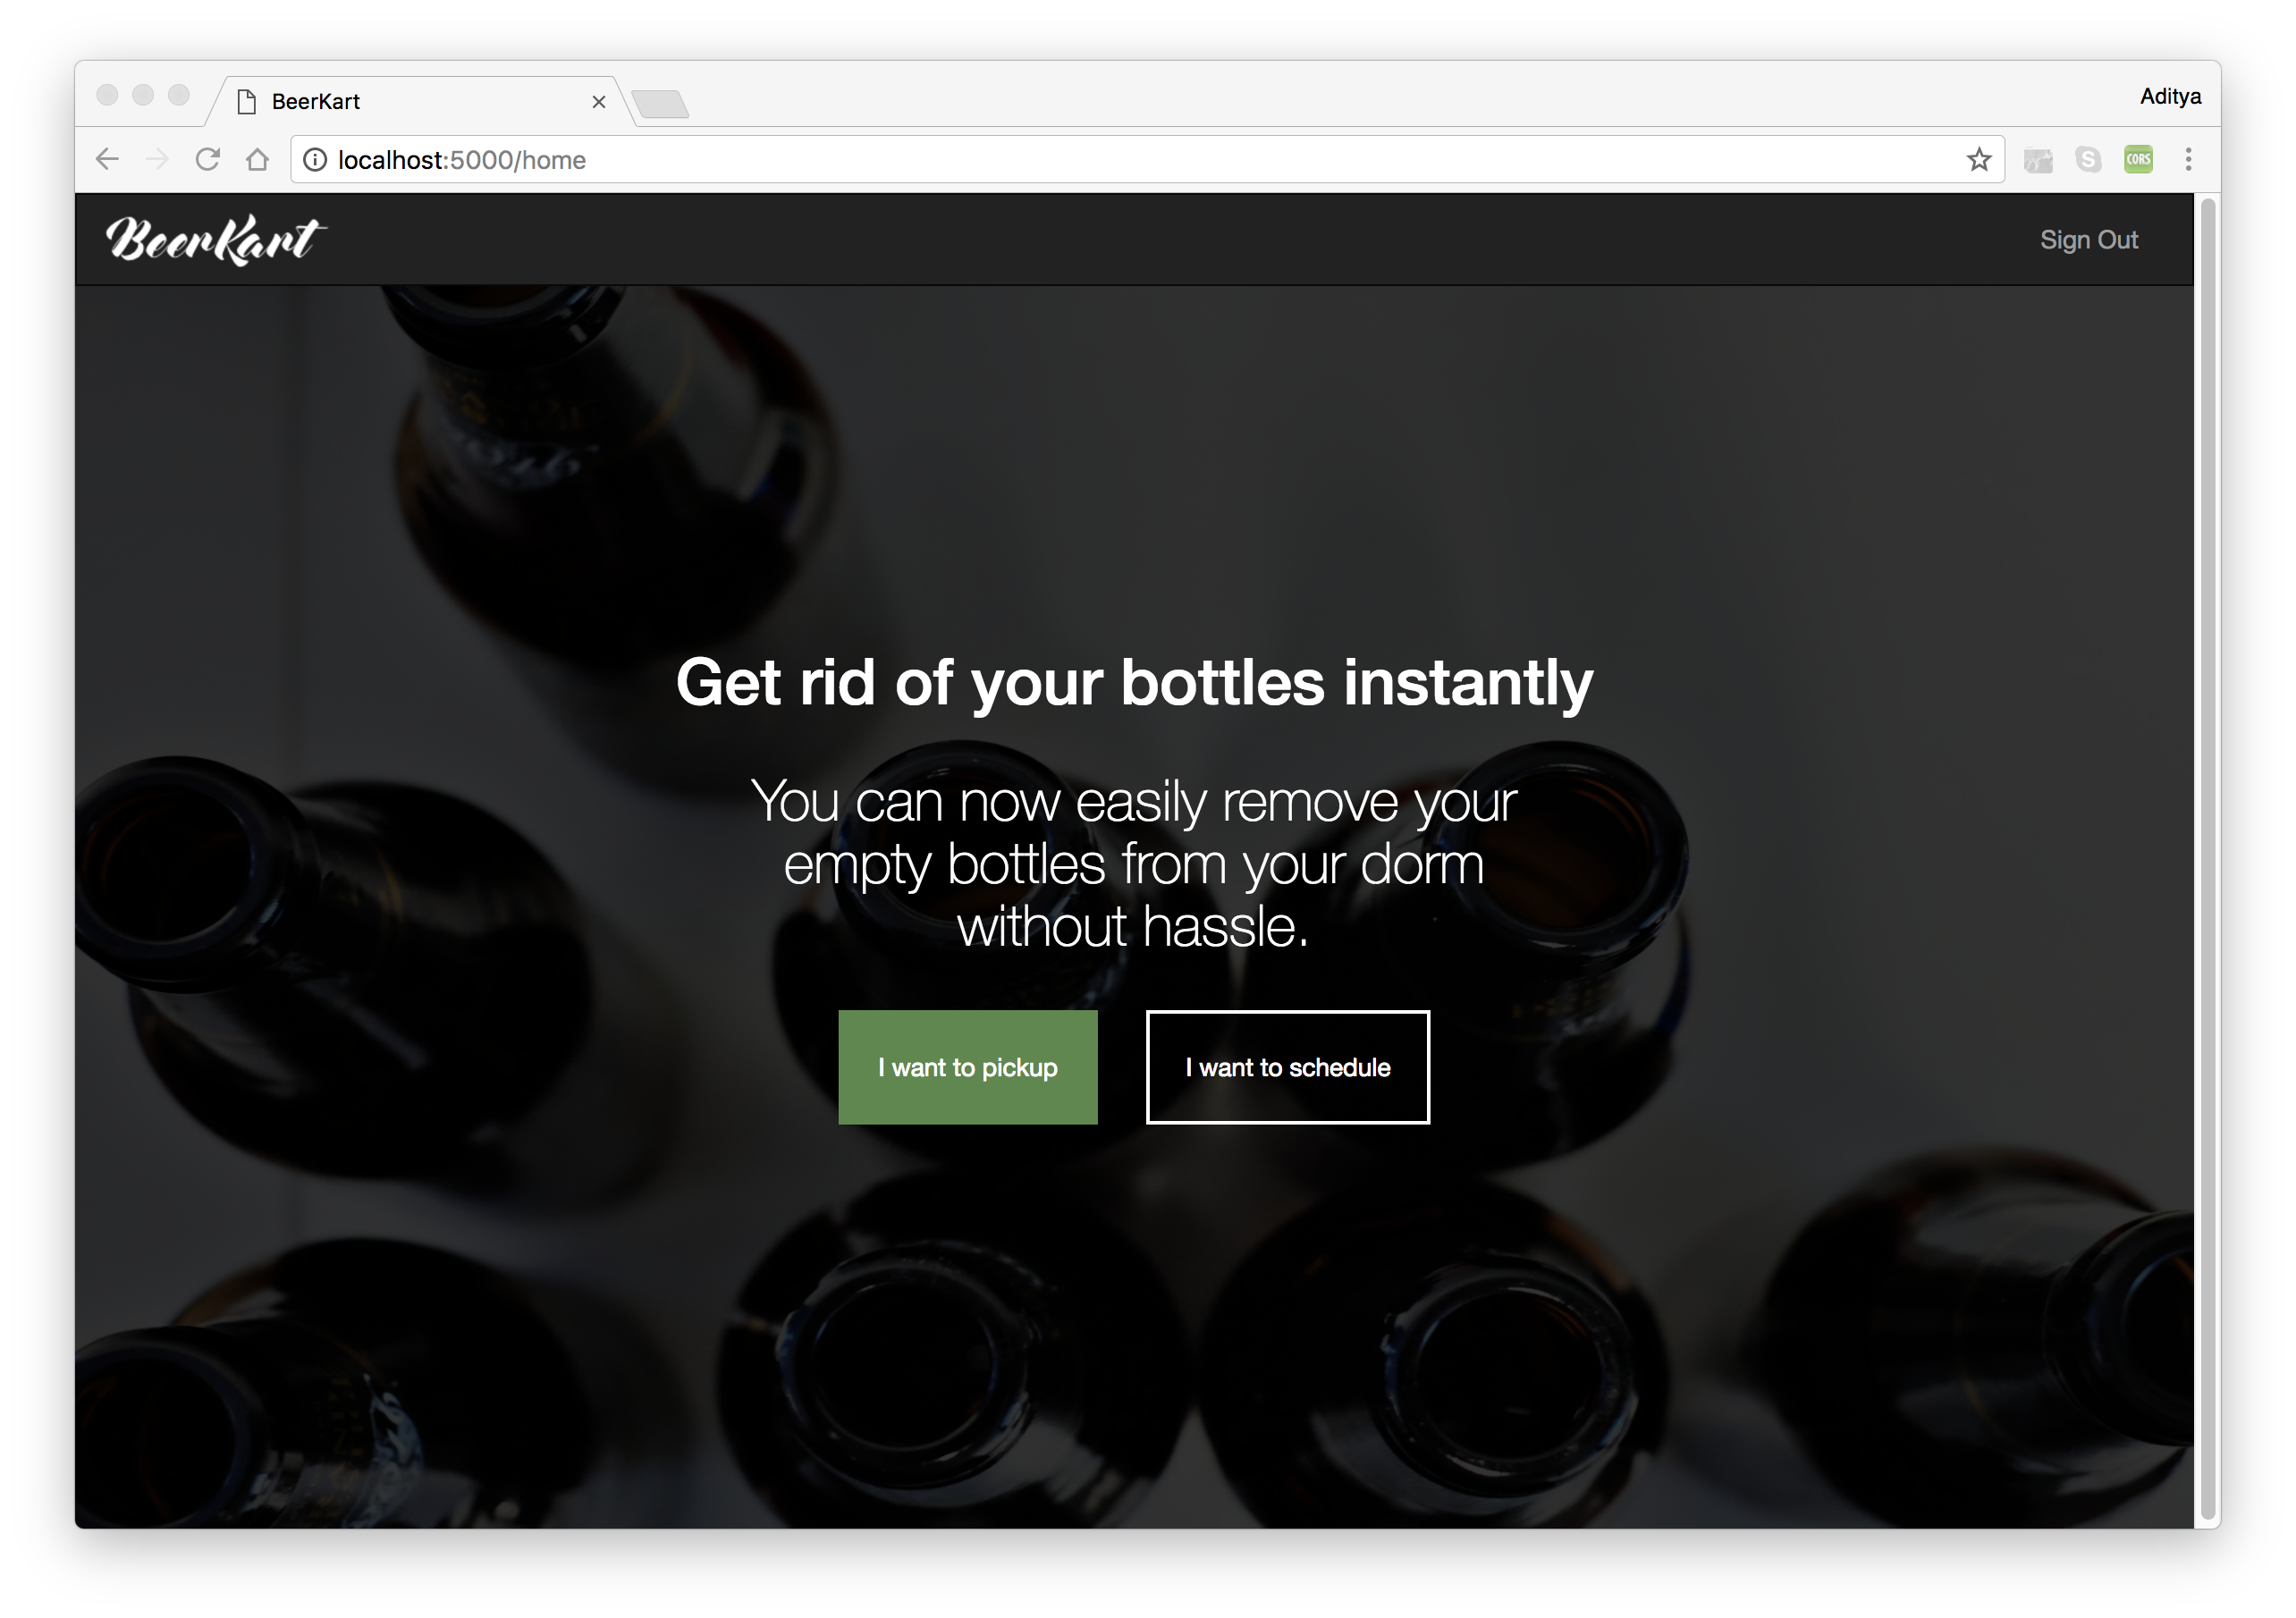 BeerKart
Aditya
localhost:5000/home
CORS
BeerKart
Sign Out
Get rid of your bottles instantly
You can now easily remove your
empty bottles from your dorm
without hassle.
I want to pickup
I want to schedule